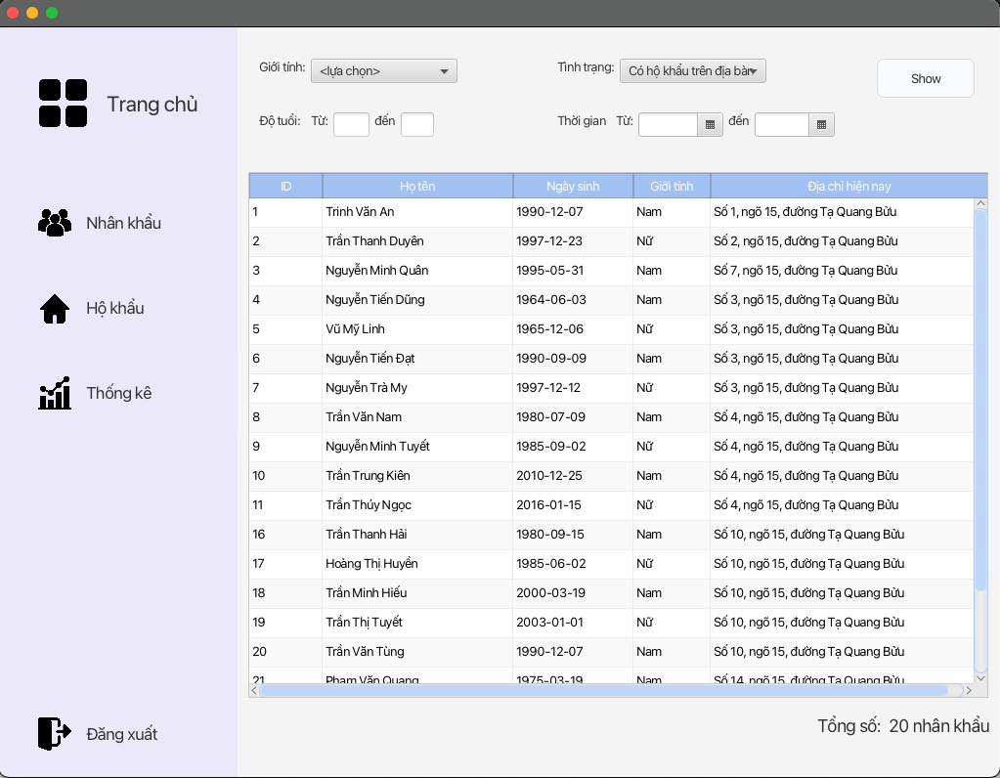 Trang chủ
Nhân khẩu
Hộ khẩu
Thống kê
Đăng xuất
Giới tính: <lựa chọn> Tình trạng: Có hộ khẩu trên địa bàn Show
Độ tuổi: Từ: đến Thời gian Từ: đến
ID Họ tên Ngày sinh Giới tính Địa chỉ hiện nay
1 Trinh Văn An 1990-12-07 Nam Số 1, ngõ 15, đường Tạ Quang Bửu
2 Trần Thanh Duyên 1997-12-23 Nữ Số 2, ngõ 15, đường Tạ Quang Bửu
3 Nguyễn Minh Quân 1995-05-31 Nam Số 7, ngõ 15, đường Tạ Quang Bửu
4 Nguyễn Tiến Dũng 1964-06-03 Nam Số 3, ngõ 15, đường Tạ Quang Bửu
5 Vũ Mỹ Linh 1965-12-06 Nữ Số 3, ngõ 15, đường Tạ Quang Bửu
6 Nguyễn Tiến Đạt 1990-09-09 Nam Số 3, ngõ 15, đường Tạ Quang Bửu
7 Nguyễn Trà My 1997-12-12 Nữ Số 3, ngõ 15, đường Tạ Quang Bửu
8 Trần Văn Nam 1980-07-09 Nam Số 4, ngõ 15, đường Tạ Quang Bửu
9 Nguyễn Minh Tuyết 1985-09-02 Nữ Số 4, ngõ 15, đường Tạ Quang Bửu
10 Trần Trung Kiên 2010-12-25 Nam Số 4, ngõ 15, đường Tạ Quang Bửu
11 Trần Thúy Ngọc 2016-01-15 Nữ Số 4, ngõ 15, đường Tạ Quang Bửu
16 Trần Thanh Hải 1980-09-15 Nam Số 10, ngõ 15, đường Tạ Quang Bửu
17 Hoàng Thị Huyền 1985-06-02 Nữ Số 10, ngõ 15, đường Tạ Quang Bửu
18 Trần Minh Hiếu 2000-03-19 Nam Số 10, ngõ 15, đường Tạ Quang Bửu
19 Trần Thị Tuyết 2003-01-01 Nữ Số 10, ngõ 15, đường Tạ Quang Bửu
20 Trần Văn Tùng 1990-12-07 Nam Số 10, ngõ 15, đường Tạ Quang Bửu
21 Phạm Văn Quang 1975-03-19 Nam Số 14, ngõ 15, đường Tạ Quang Bửu
Tổng số: 20 nhân khẩu